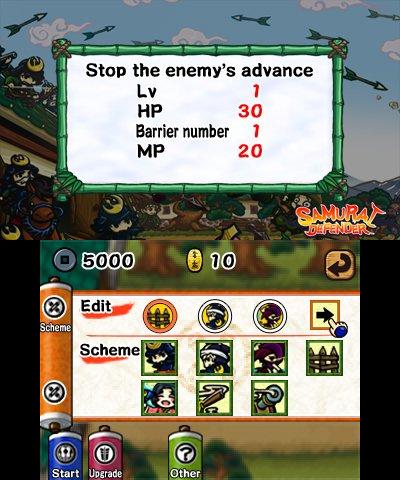 Stop the enemy's advance
Lv 1
HP 30
Barrier number 1
MP 20
SAMURAI DEFENDER
5000 10
Edit
Scheme
Scheme
Start
Upgrade
Other